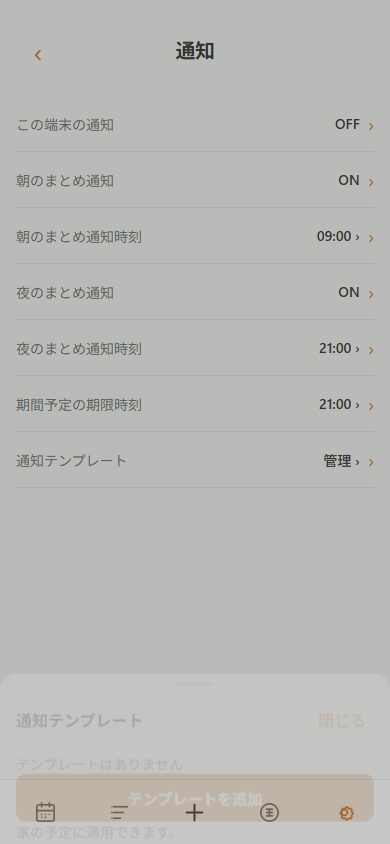 ‹
通知
この端末の通知 OFF ›
朝のまとめ通知 ON ›
朝のまとめ通知時刻 09:00 › ›
夜のまとめ通知 ON ›
夜のまとめ通知時刻 21:00 › ›
期間予定の期限時刻 21:00 › ›
通知テンプレート 管理 › ›
通知テンプレート 閉じる
テンプレートはありません
テンプレートを追加
家の予定に適用できます。